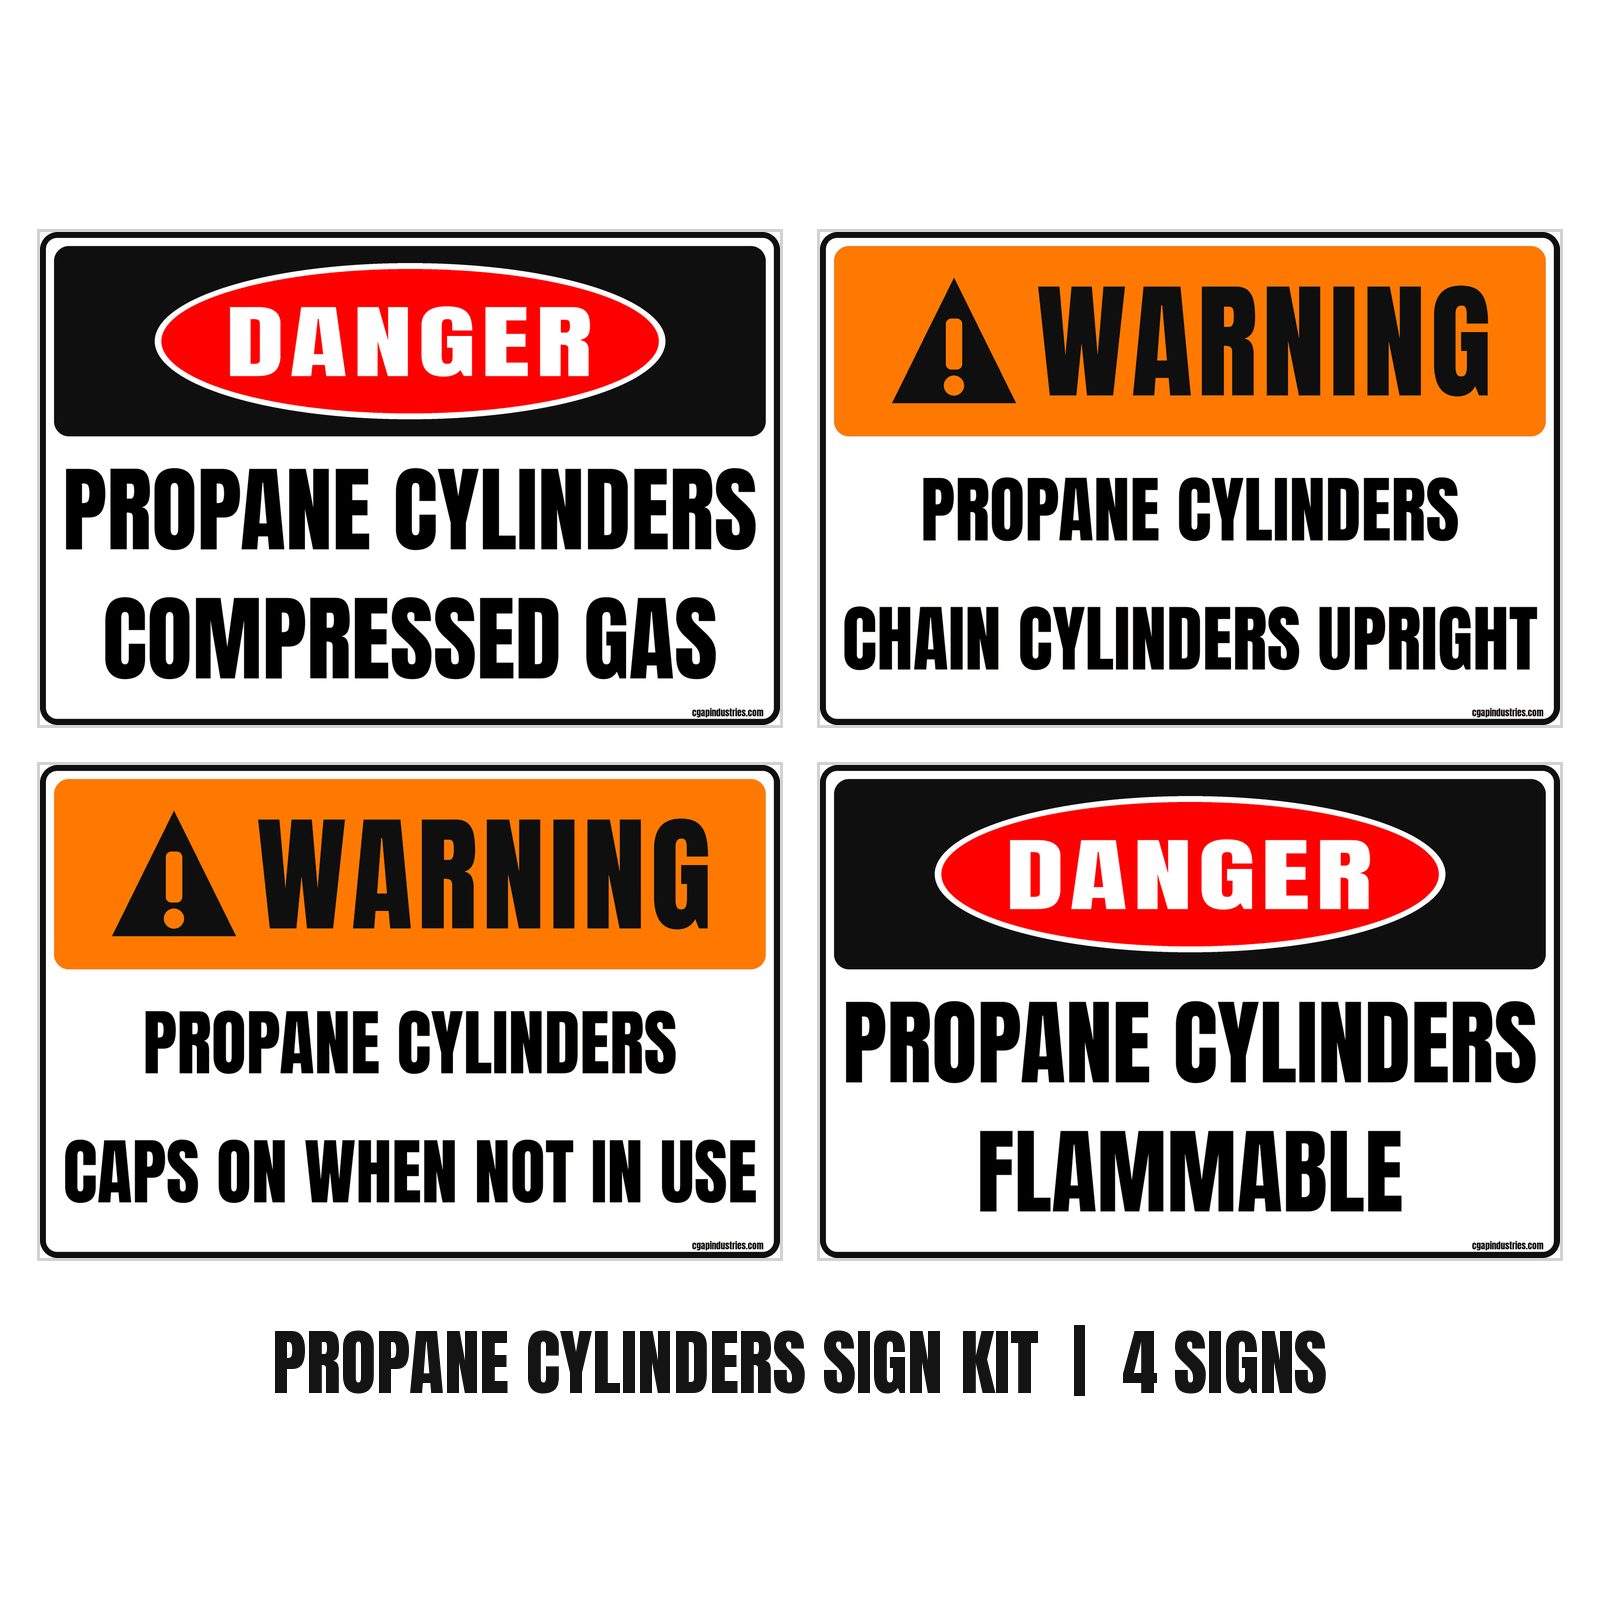 DANGER
PROPANE CYLINDERS
COMPRESSED GAS
cgapindustries.com
WARNING
PROPANE CYLINDERS
CHAIN CYLINDERS UPRIGHT
cgapindustries.com
WARNING
PROPANE CYLINDERS
CAPS ON WHEN NOT IN USE
cgapindustries.com
DANGER
PROPANE CYLINDERS
FLAMMABLE
cgapindustries.com
PROPANE CYLINDERS SIGN KIT | 4 SIGNS